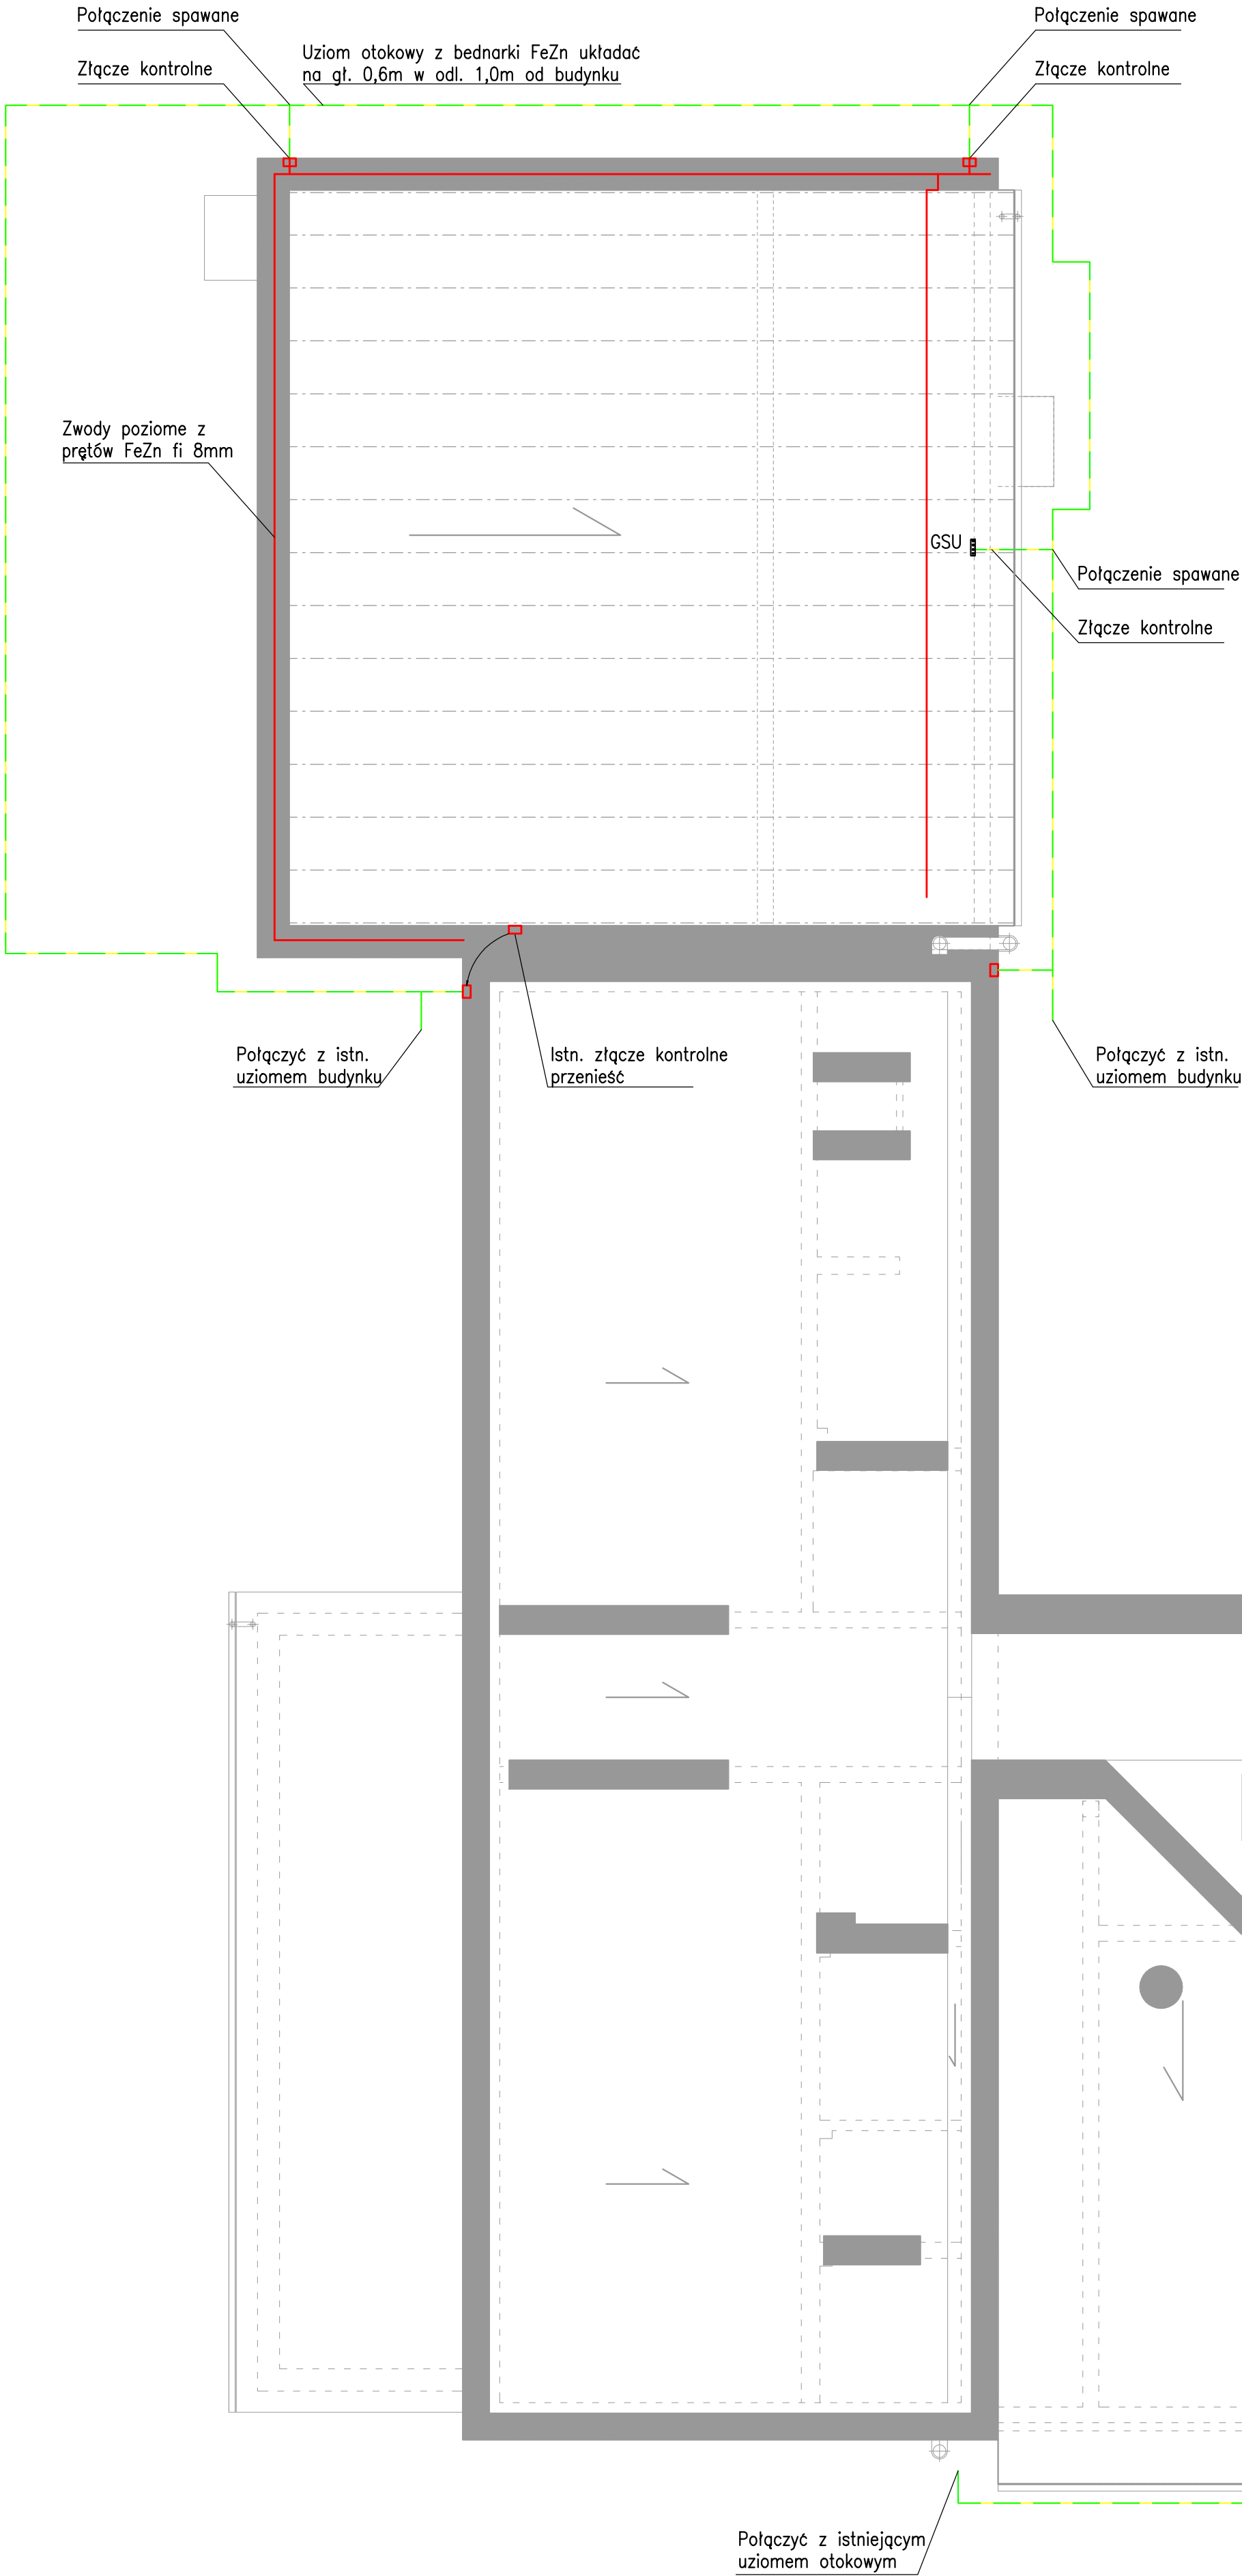 Połączenie spawane
Złącze kontrolne
Uziom otokowy z bednarki FeZn układać
na gł. 0,6m w odl. 1,0m od budynku
Połączenie spawane
Złącze kontrolne
Zwody poziome z
prętów FeZn fi 8mm
GSU
Połączenie spawane
Złącze kontrolne
Połączyć z istn.
uziomem budynku
Istn. złącze kontrolne
przenieść
Połączyć z istn.
uziomem budynku
Połączyć z istniejącym
uziomem otokowym